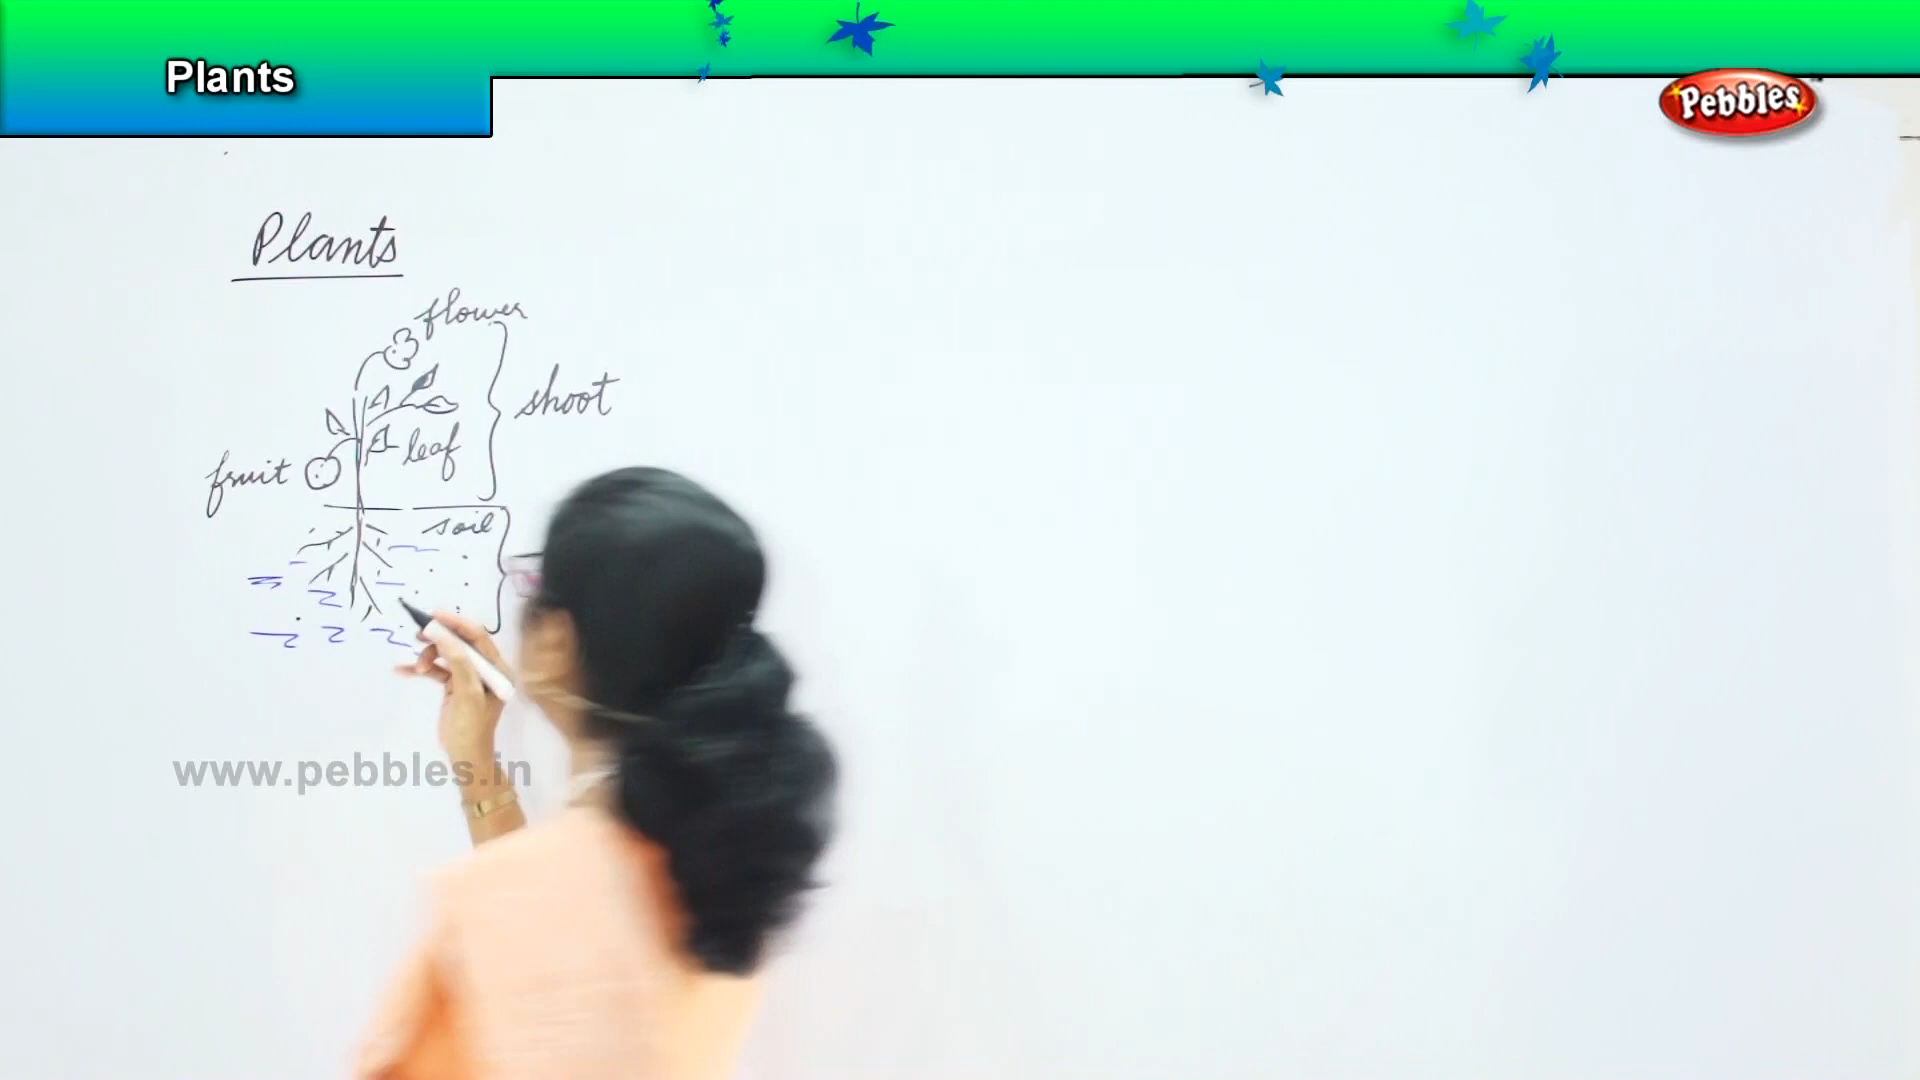 Plants
Pebbles
Plants
flower
shoot
leaf
fruit
soil
www.pebbles.in